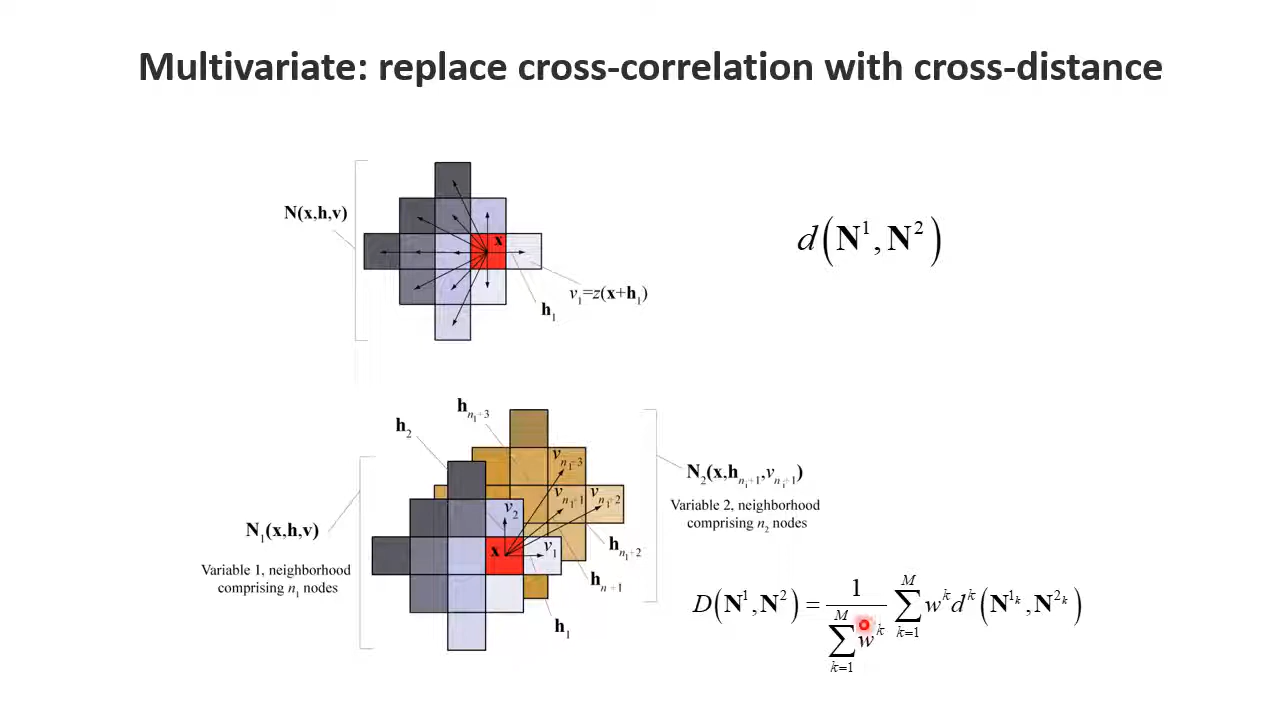 Multivariate: replace cross-correlation with cross-distance
N(x,h,v)
x
v₁=z(x+h₁)
h₁
d(N¹, N²)
h₂
h_{n₁+3}
v_{n₁+3}
v_{n₁+1}
v_{n₁+2}
v₂
x
v₁
N₁(x,h,v)
Variable 1, neighborhood
comprising n₁ nodes
N₂(x,h_{n₁+1},v_{n₁+1})
Variable 2, neighborhood
comprising n₂ nodes
h_{n₁+2}
h_{n+1}
h₁
D(N¹, N²) = 1 / ∑_{k=1}^{M} w^k ∑_{k=1}^{M} w^k d^k (N^{1_k}, N^{2_k})